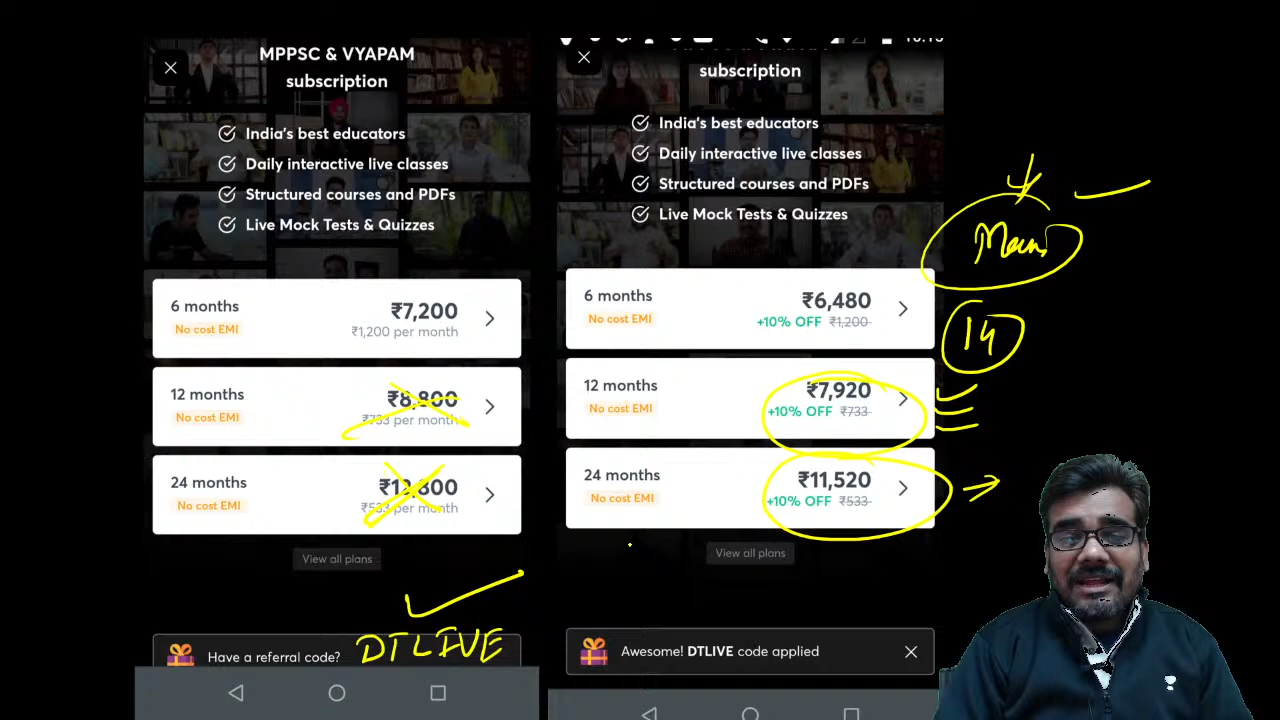 MPPSC & VYAPAM
subscription
India's best educators
Daily interactive live classes
Structured courses and PDFs
Live Mock Tests & Quizzes
6 months
₹7,200
No cost EMI
₹1,200 per month
12 months
₹8,800
No cost EMI
₹733 per month
24 months
No cost EMI
₹533 per month
View all plans
Have a referral code?
DTLIVE
subscription
India's best educators
Daily interactive live classes
Structured courses and PDFs
Live Mock Tests & Quizzes
6 months
₹6,480
No cost EMI
+10% OFF ₹1,200
12 months
₹7,920
No cost EMI
+10% OFF ₹733
24 months
₹11,520
No cost EMI
+10% OFF ₹533
View all plans
Awesome! DTLIVE code applied
14